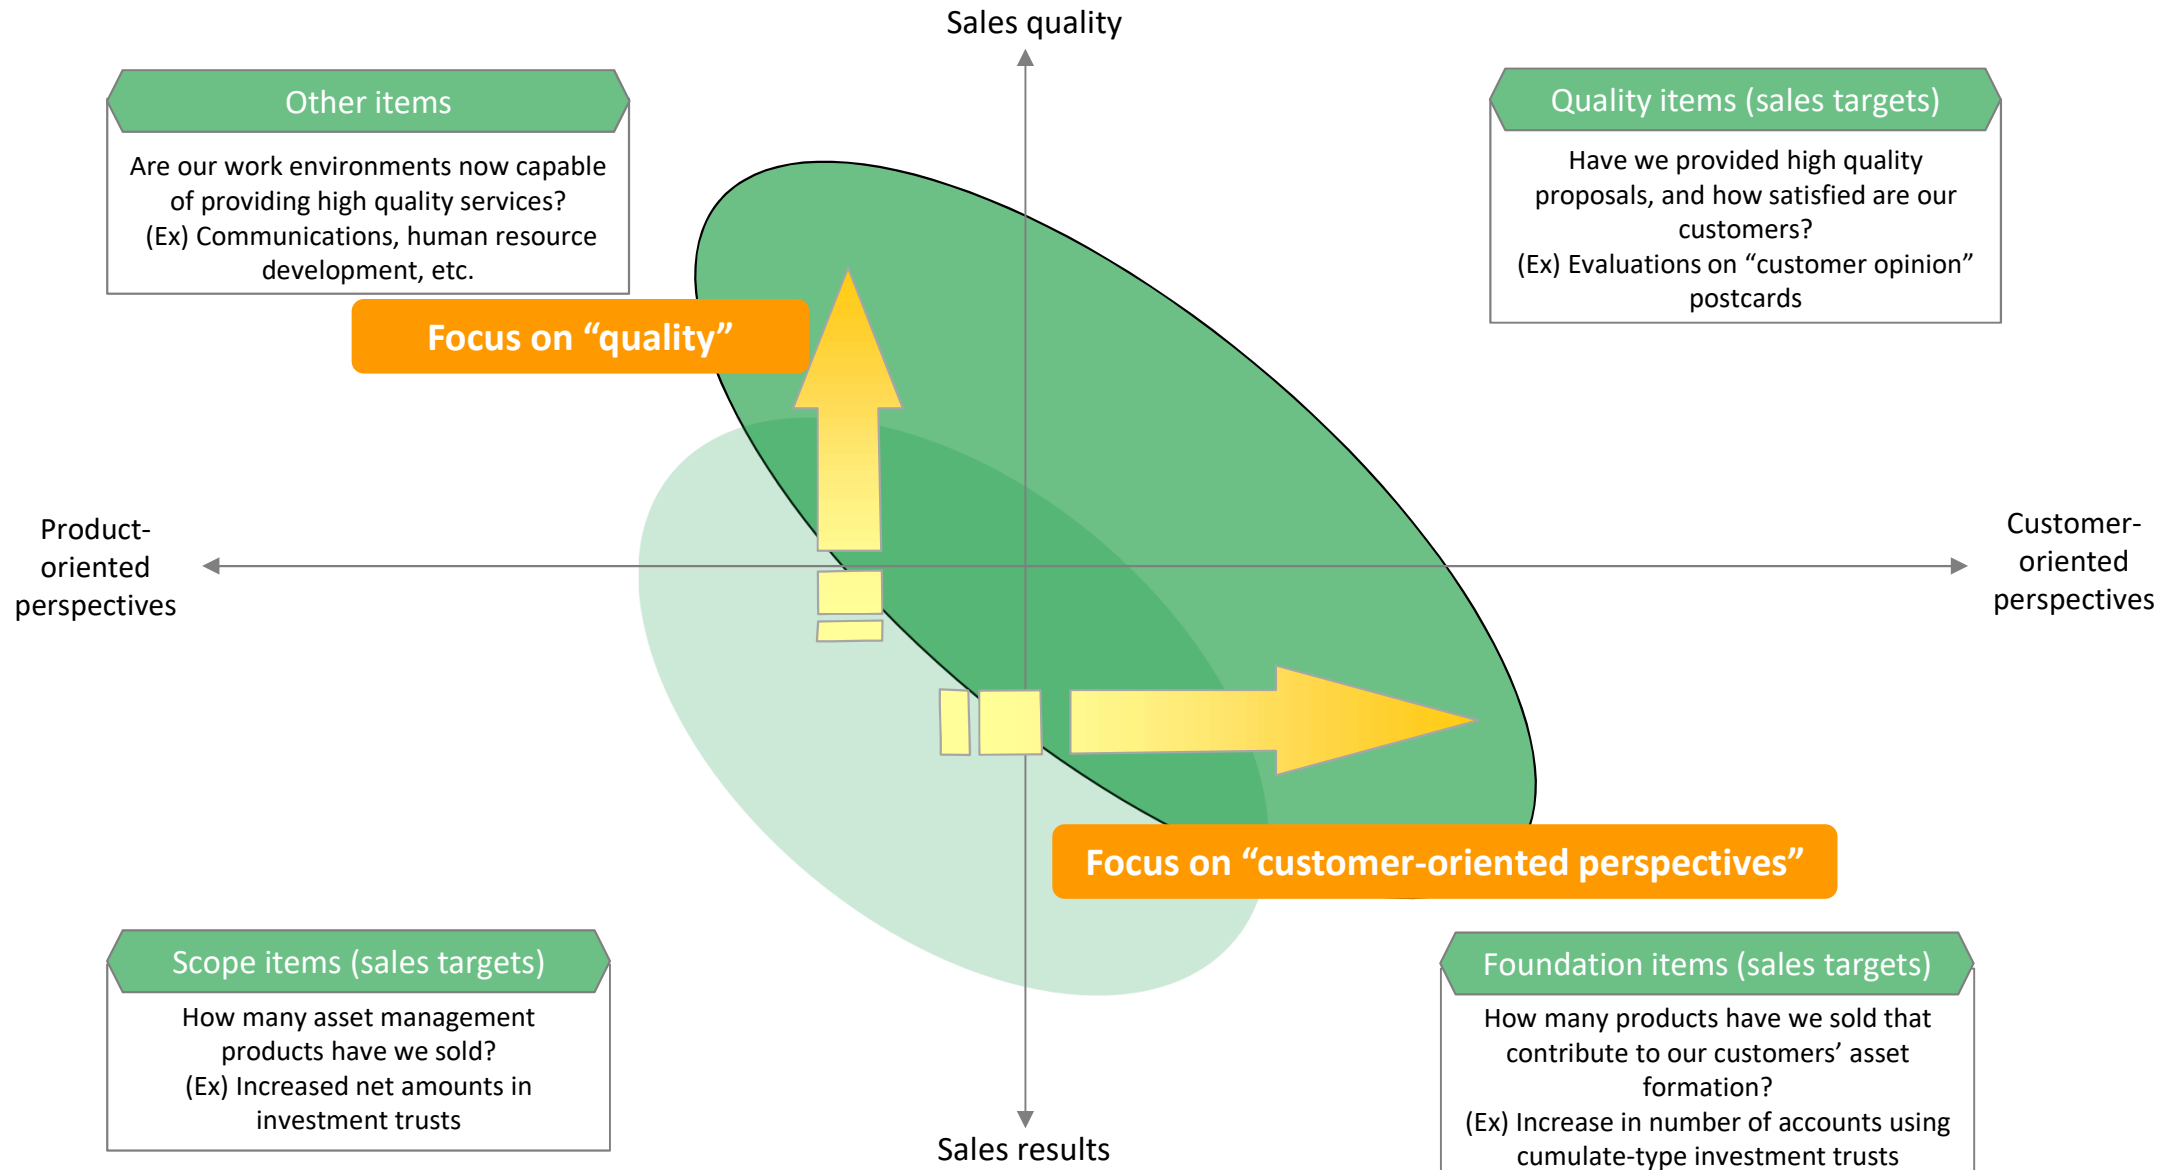 Sales quality
Other items
Are our work environments now capable
of providing high quality services?
(Ex) Communications, human resource
development, etc.
Quality items (sales targets)
Have we provided high quality
proposals, and how satisfied are our
customers?
(Ex) Evaluations on “customer opinion”
postcards
Focus on “quality”
Product-
oriented
perspectives
Customer-
oriented
perspectives
Focus on “customer-oriented perspectives”
Scope items (sales targets)
How many asset management
products have we sold?
(Ex) Increased net amounts in
investment trusts
Foundation items (sales targets)
How many products have we sold that
contribute to our customers’ asset
formation?
(Ex) Increase in number of accounts using
cumulate-type investment trusts
Sales results